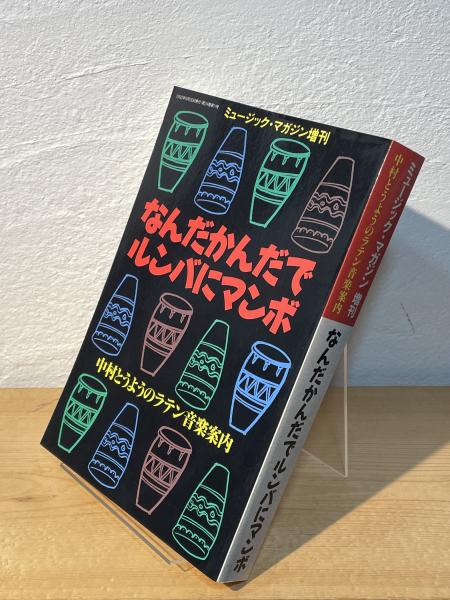 ミュージック・マガジン増刊
なんだかんだで
ルンバにマンボ
中村とうようのラテン音楽案内
ミュージック・マガジン 増刊
中村とうようのラテン音楽案内
なんだかんだでルンバにマンボ